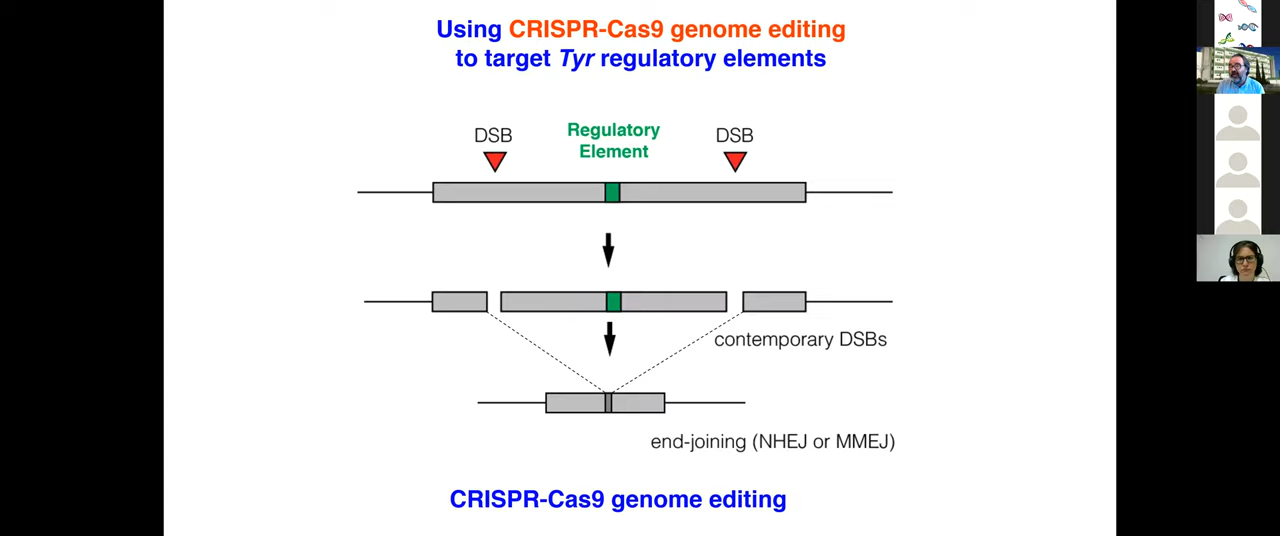 Using CRISPR-Cas9 genome editing
to target Tyr regulatory elements
DSB
Regulatory
Element
DSB
contemporary DSBs
end-joining (NHEJ or MMEJ)
CRISPR-Cas9 genome editing